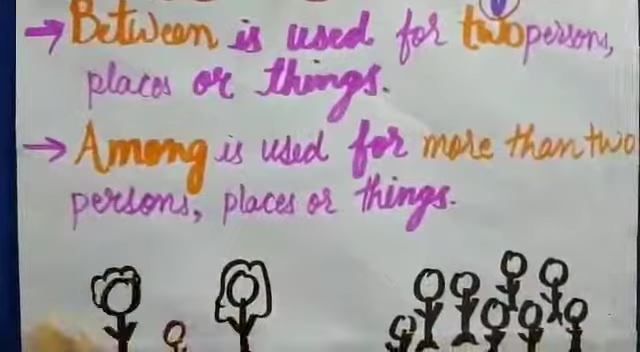 → Between is used for two persons,
places or things.
→ Among is used for more than two
persons, places or things.